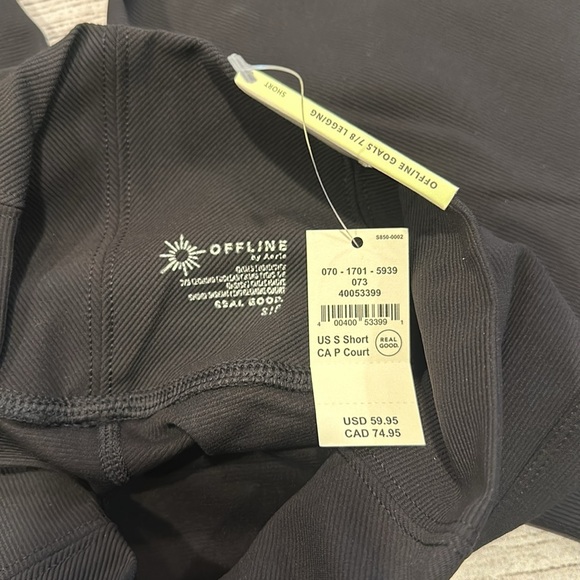 SHORT
OFFLINE GOALS 7/8 LEGGING
OFFLINE
by Aerie
REAL GOOD.
S/P
S850-0002
070 - 1701 - 5939
073
40053399
4 00400 53399 1
US S Short
CA P Court
REAL
GOOD.
USD 59.95
CAD 74.95